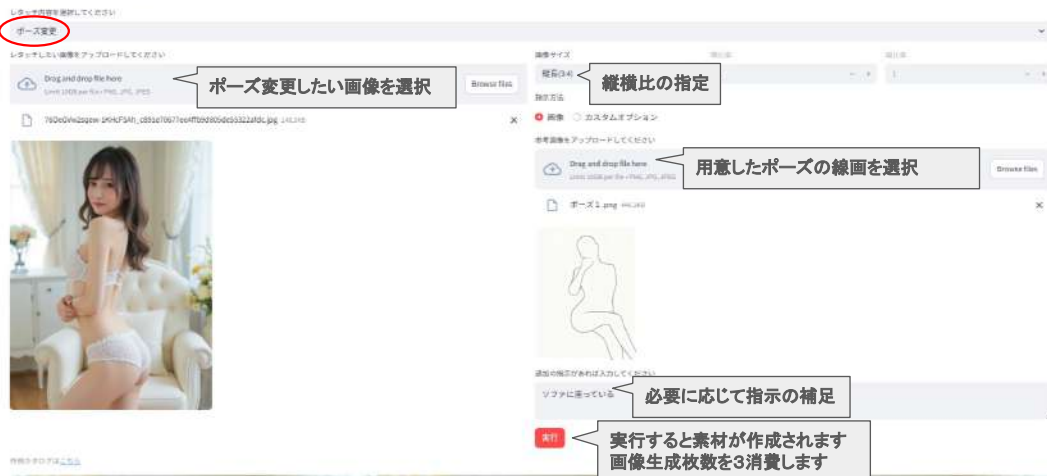 レタッチ内容を選択してください
ポーズ変更
レタッチしたい画像をアップロードしてください
Drag and drop file here
Browse files
ポーズ変更したい画像を選択
画像サイズ
縦長(3:4)
縦横比の指定
1
指示方法
画像
カスタムオプション
参考画像をアップロードしてください
Drag and drop file here
Browse files
用意したポーズの線画を選択
ポーズ1.png
追加の指示があれば入力してください
ソファに座っている
必要に応じて指示の補足
実行
実行すると素材が作成されます
画像生成枚数を3消費します
こちら